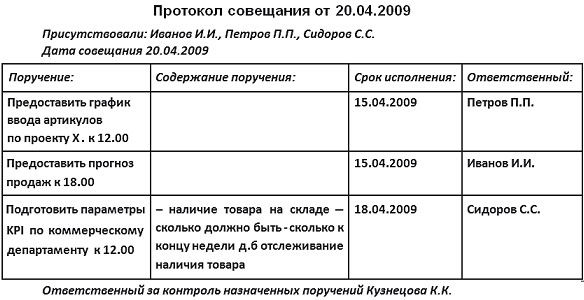 Протокол совещания от 20.04.2009
Присутствовали: Иванов И.И., Петров П.П., Сидоров С.С.
Дата совещания 20.04.2009
Поручение: Содержание поручения: Срок исполнения: Ответственный:
Предоставить график 15.04.2009 Петров П.П.
ввода артикулов
по проекту X. к 12.00
Предоставить прогноз 15.04.2009 Иванов И.И.
продаж к 18.00
Подготовить параметры – наличие товара на складе — 18.04.2009 Сидоров С.С.
KPI по коммерческому сколько должно быть - сколько к
департаменту к 12.00 концу недели д.б отслеживание
наличия товара
Ответственный за контроль назначенных поручений Кузнецова К.К.